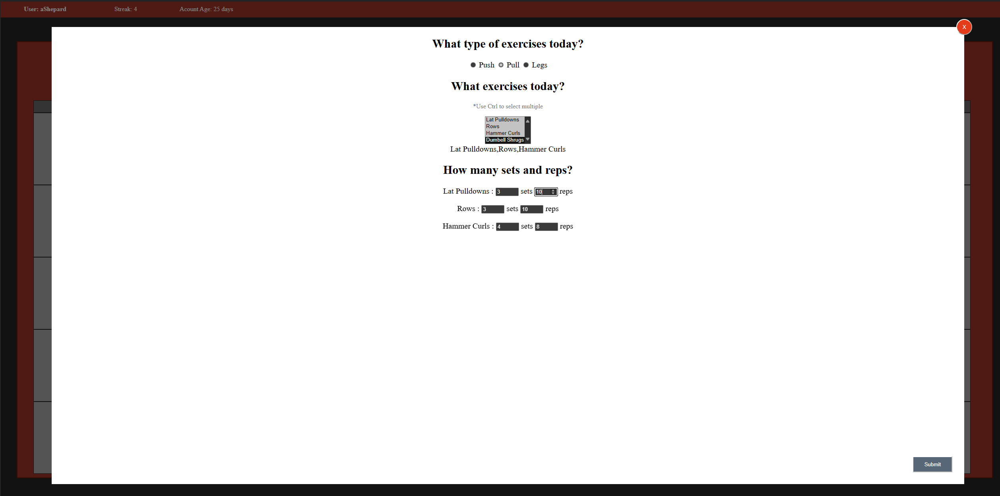 User: aShepard Streak: 4 Acount Age: 25 days
X
What type of exercises today?
Push Pull Legs
What exercises today?
*Use Ctrl to select multiple
Lat Pulldowns
Rows
Hammer Curls
Dumbell Shrugs
Lat Pulldowns,Rows,Hammer Curls
How many sets and reps?
Lat Pulldowns : 3 sets 10 reps
Rows : 3 sets 10 reps
Hammer Curls : 4 sets 8 reps
Submit